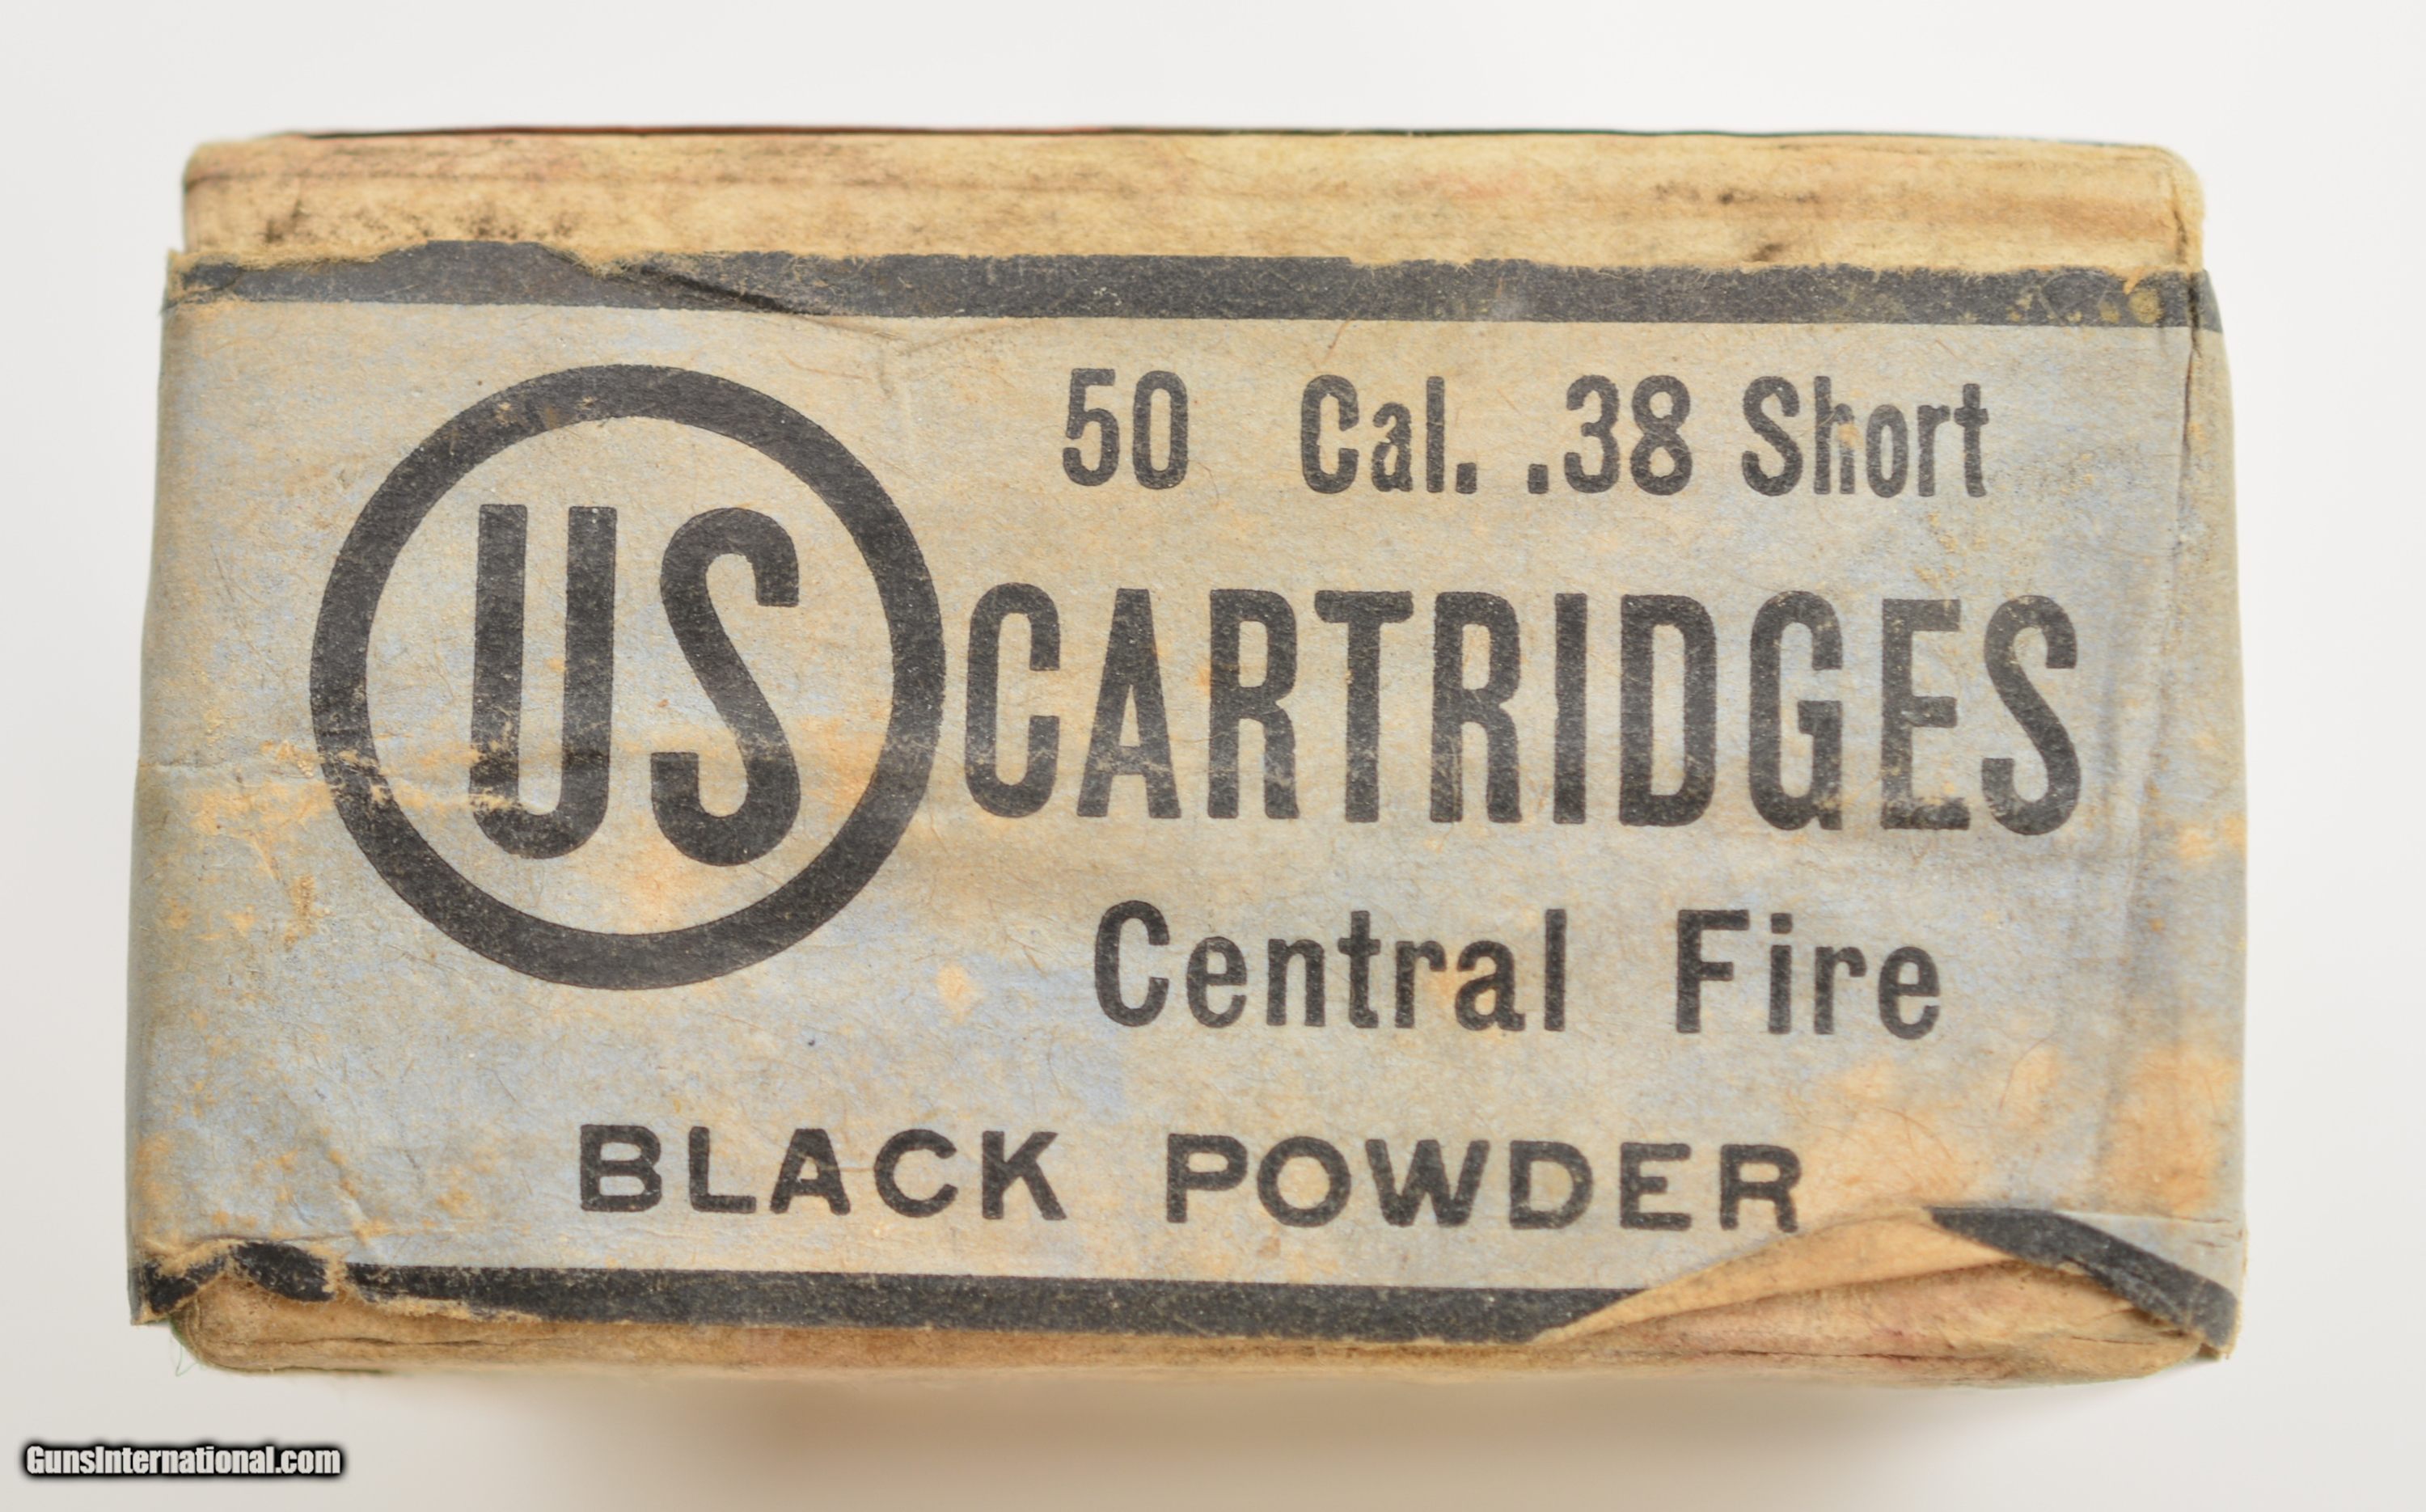 50 Cal. .38 Short
US CARTRIDGES
Central Fire
BLACK POWDER
GunsInternational.com